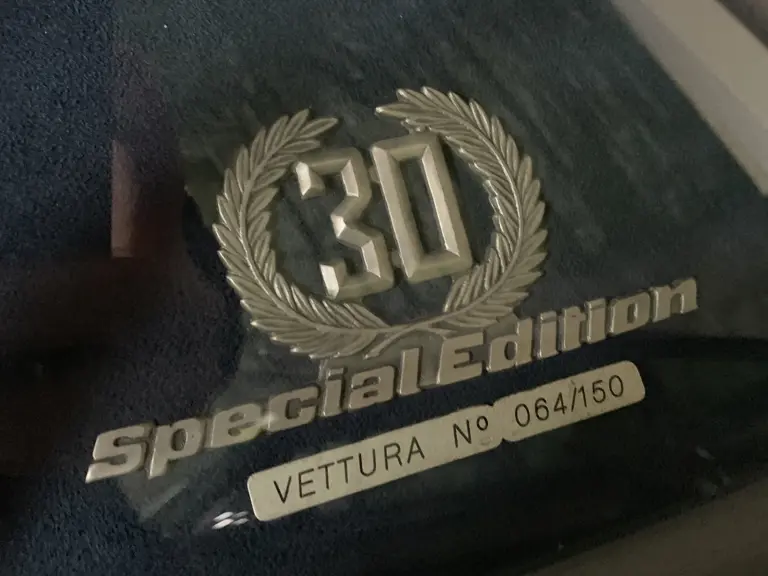 30
Special Edition
VETTURA Nº 064/150